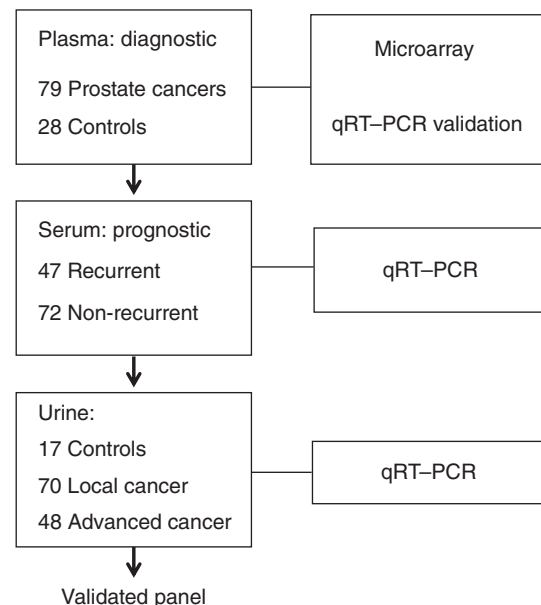 Plasma: diagnostic
79 Prostate cancers
28 Controls
Microarray
qRT–PCR validation
Serum: prognostic
47 Recurrent
72 Non-recurrent
qRT–PCR
Urine:
17 Controls
70 Local cancer
48 Advanced cancer
qRT–PCR
Validated panel